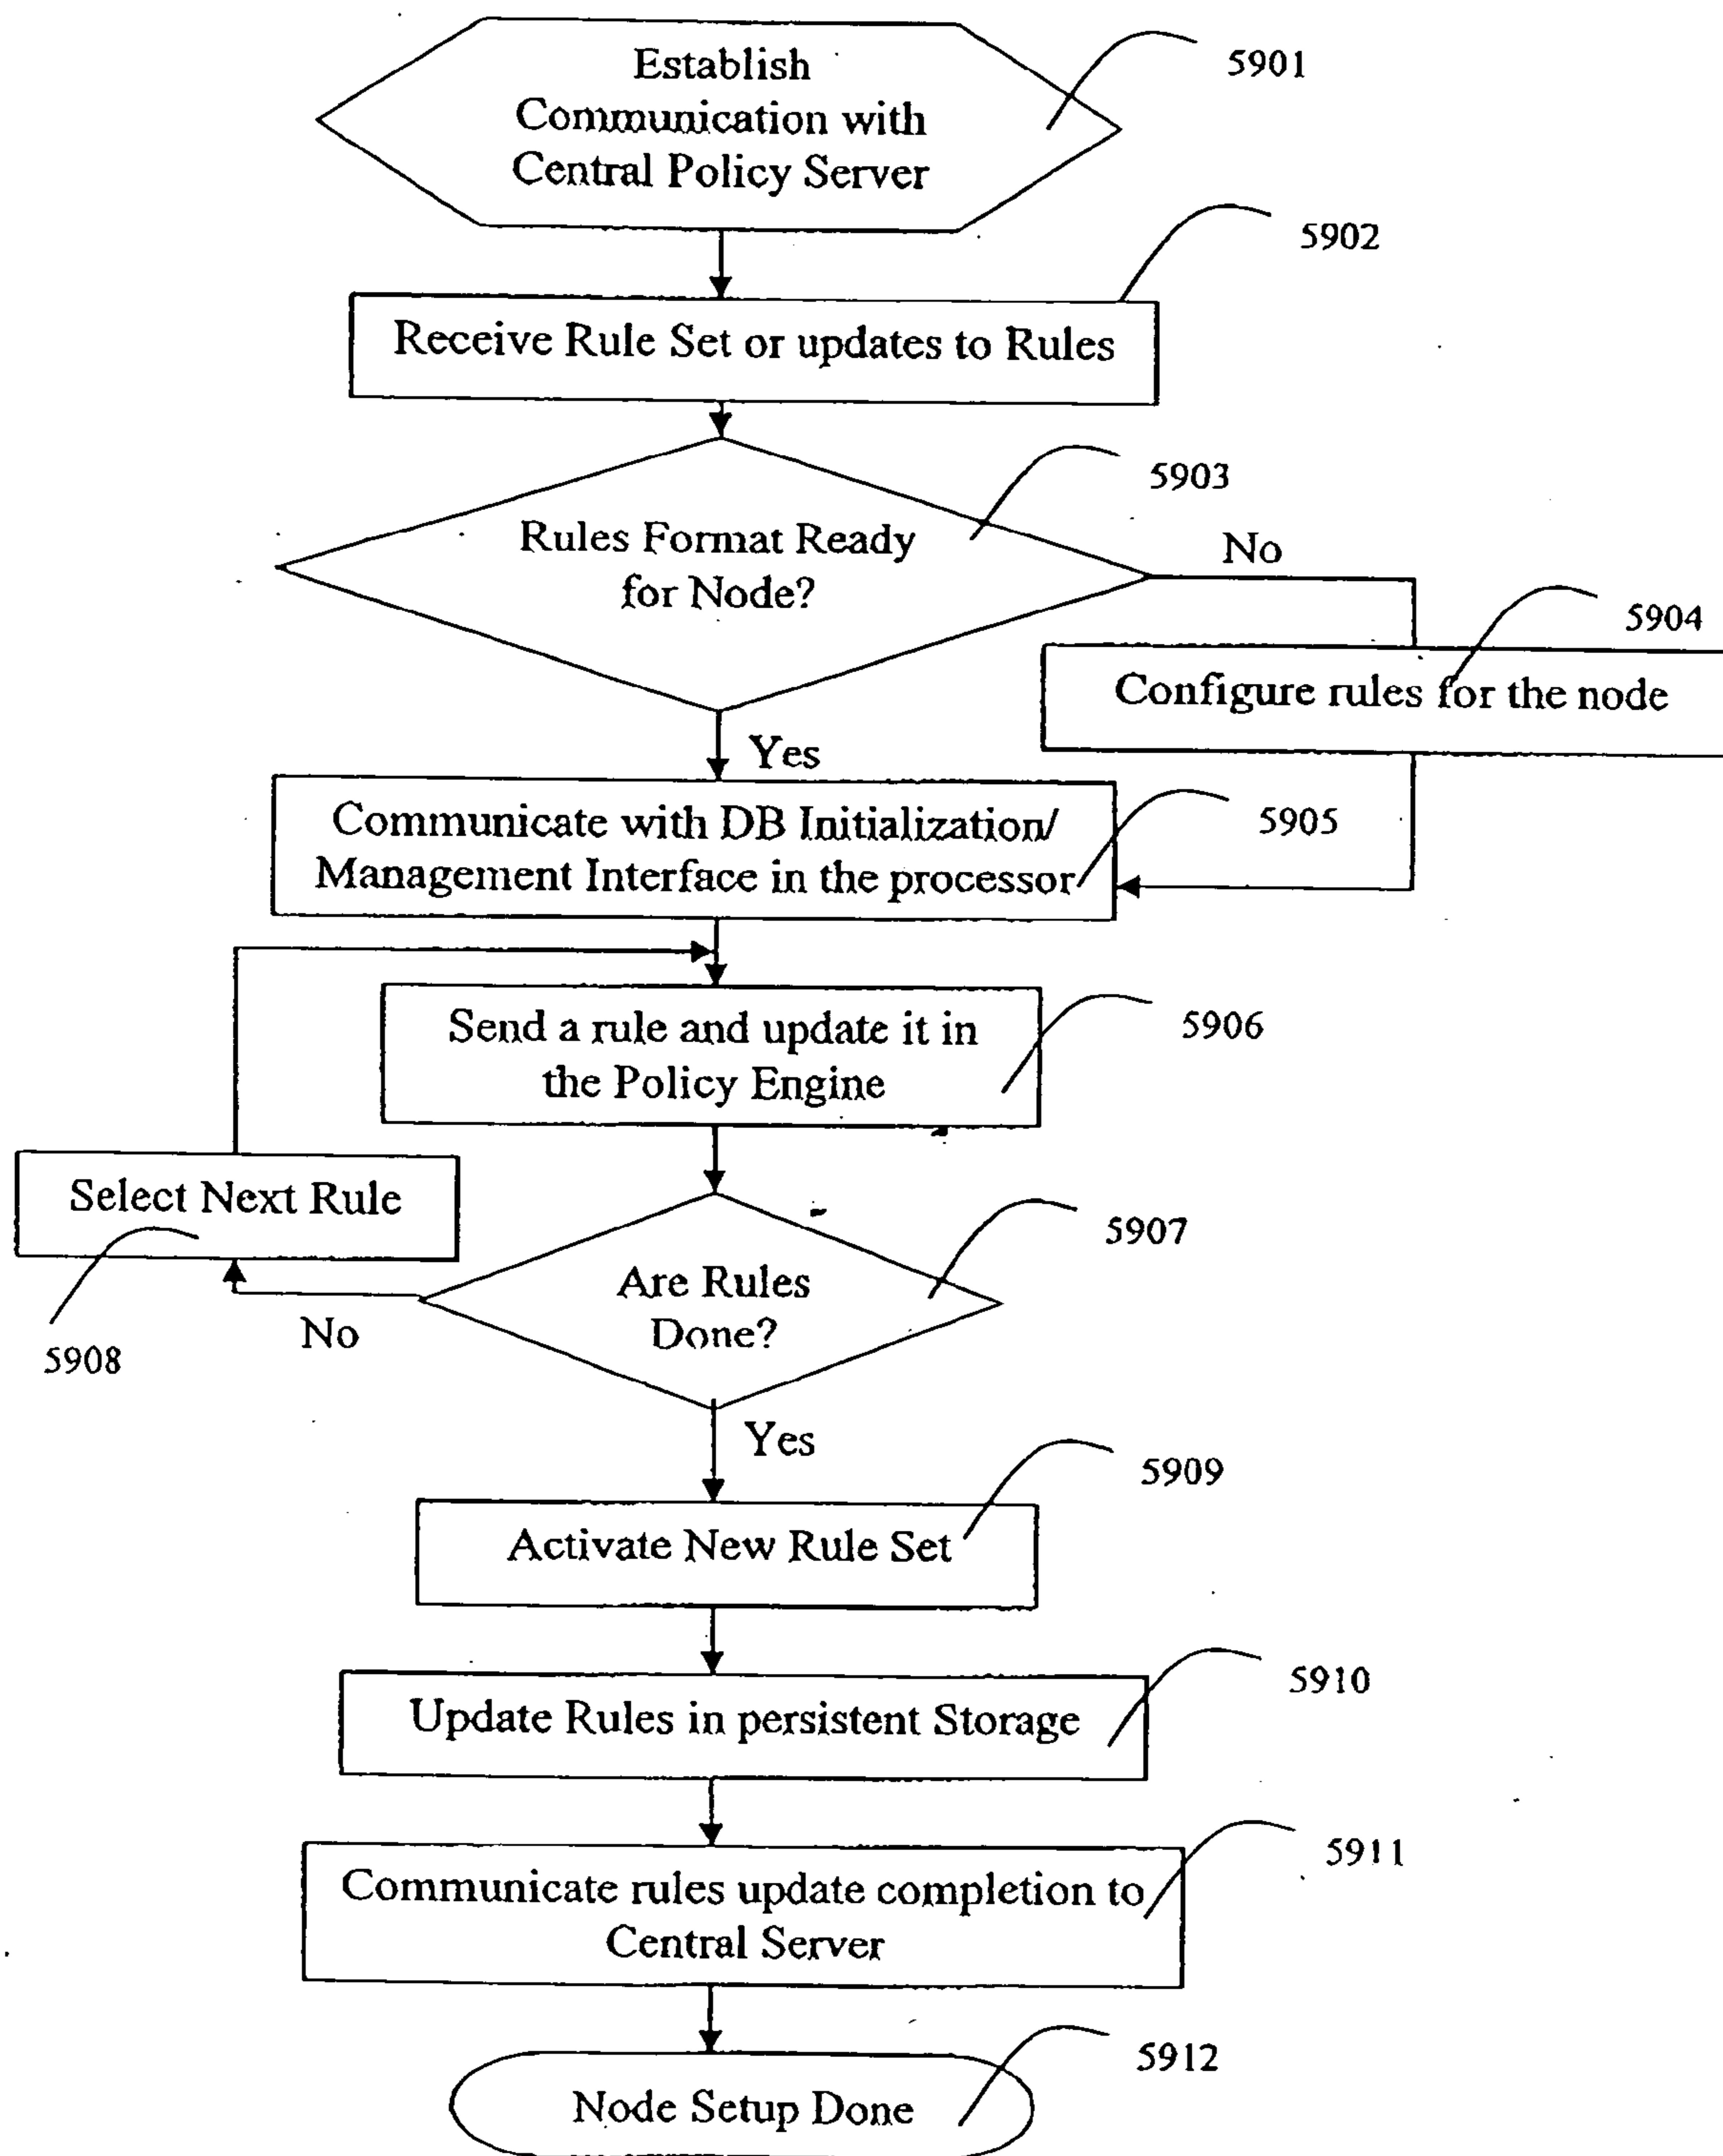 Establish
Communication with
Central Policy Server
5901
5902
Receive Rule Set or updates to Rules
5903
Rules Format Ready
for Node?
No
5904
Configure rules for the node
Yes
Communicate with DB Initialization/
Management Interface in the processor
5905
Send a rule and update it in
the Policy Engine
5906
Select Next Rule
5907
Are Rules
Done?
No
5908
Yes
5909
Activate New Rule Set
5910
Update Rules in persistent Storage
5911
Communicate rules update completion to
Central Server
5912
Node Setup Done